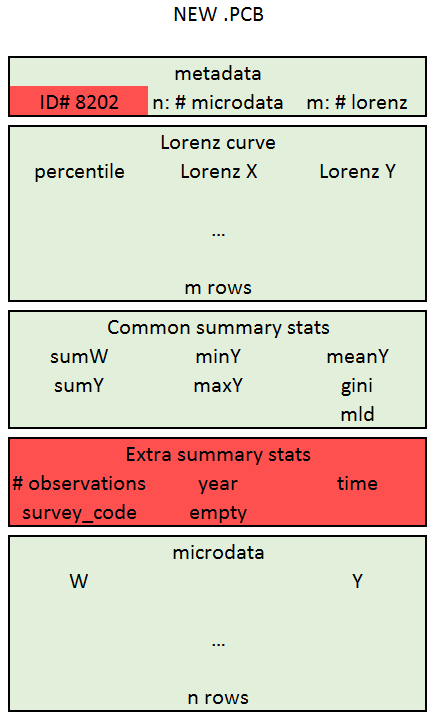 NEW .PCB
metadata
ID# 8202 n: # microdata m: # lorenz
Lorenz curve
percentile Lorenz X Lorenz Y
...
m rows
Common summary stats
sumW minY meanY
sumY maxY gini
mld
Extra summary stats
# observations year time
survey_code empty
microdata
W Y
...
n rows